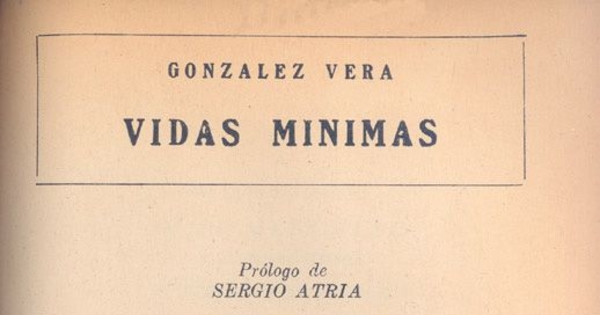 GONZALEZ VERA
VIDAS MINIMAS
Prólogo de
SERGIO ATRIA